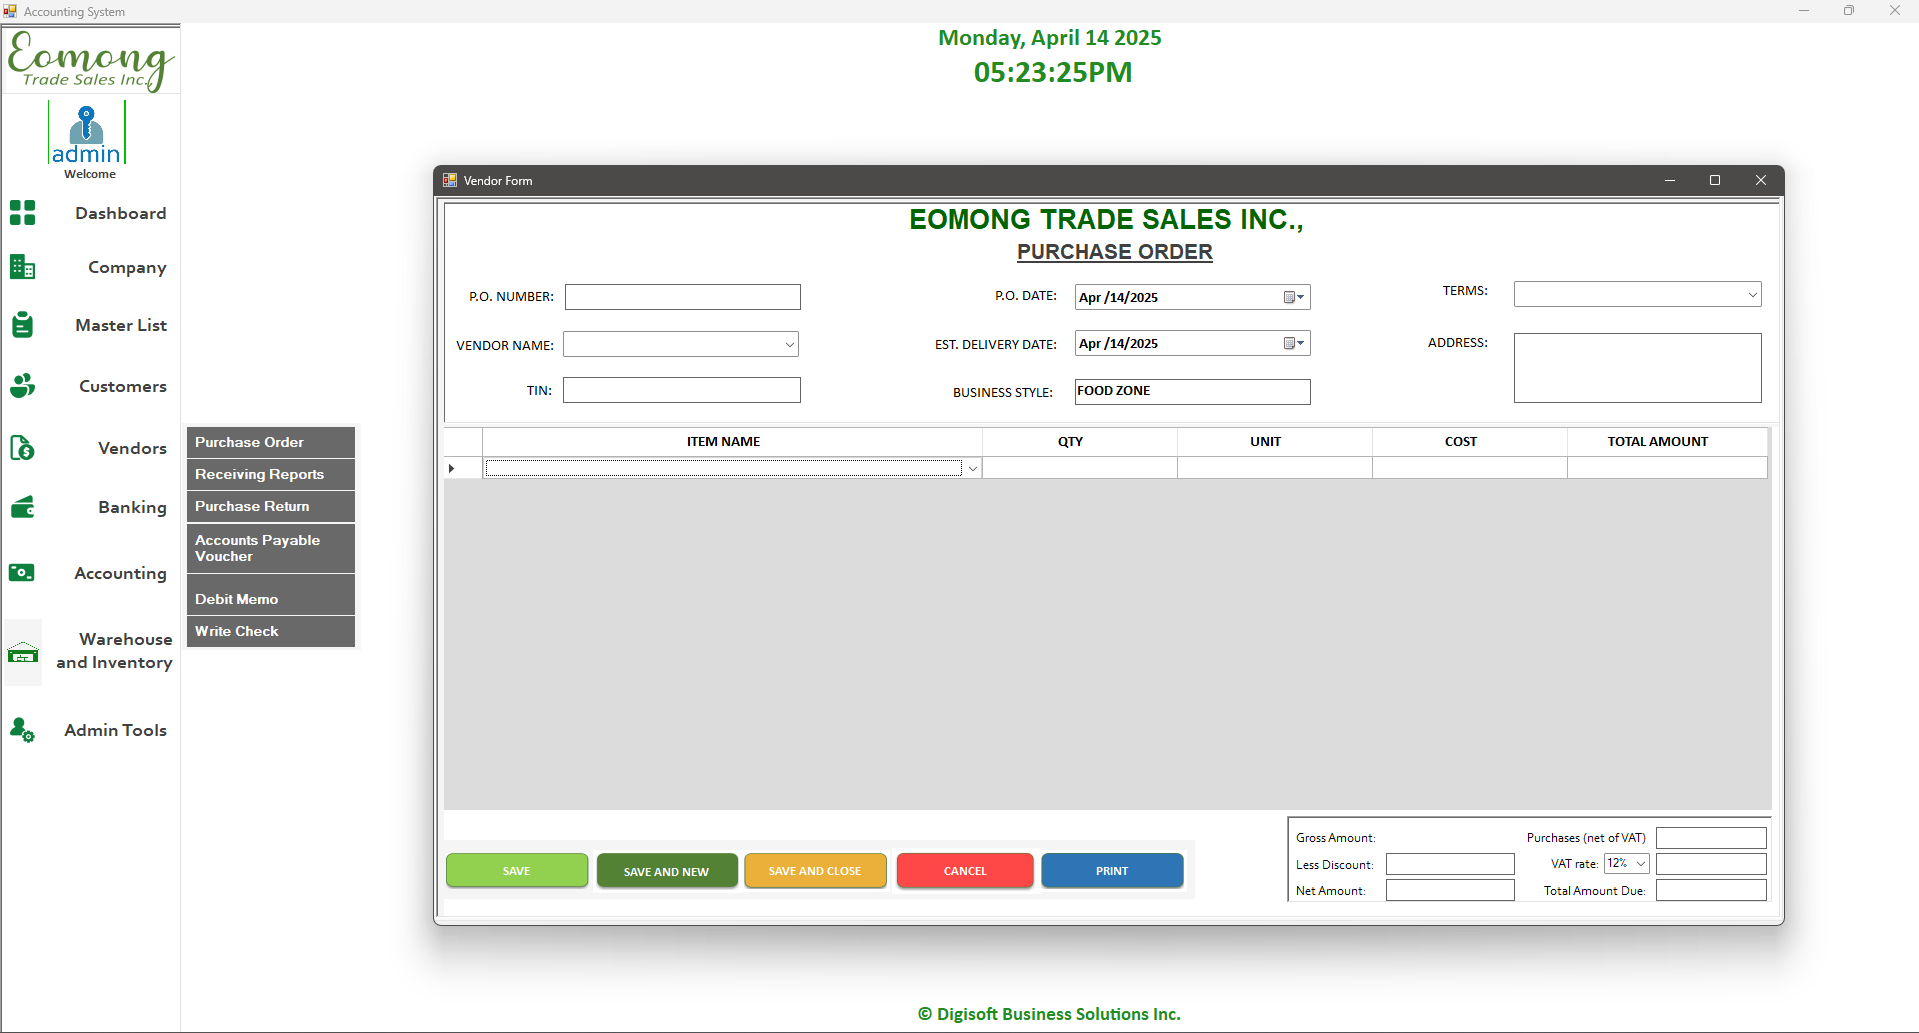 Accounting System
Eomong
Trade Sales Inc.,
admin
Welcome
Dashboard
Company
Master List
Customers
Vendors
Banking
Accounting
Warehouse
and Inventory
Admin Tools
Purchase Order
Receiving Reports
Purchase Return
Accounts Payable
Voucher
Debit Memo
Write Check
Monday, April 14 2025
05:23:25PM
Vendor Form
EOMONG TRADE SALES INC.,
PURCHASE ORDER
P.O. NUMBER:
P.O. DATE: Apr /14/2025
TERMS:
VENDOR NAME:
EST. DELIVERY DATE: Apr /14/2025
ADDRESS:
TIN:
BUSINESS STYLE: FOOD ZONE
ITEM NAME QTY UNIT COST TOTAL AMOUNT
Gross Amount: Purchases (net of VAT)
Less Discount: VAT rate: 12%
Net Amount: Total Amount Due:
SAVE SAVE AND NEW SAVE AND CLOSE CANCEL PRINT
© Digisoft Business Solutions Inc.